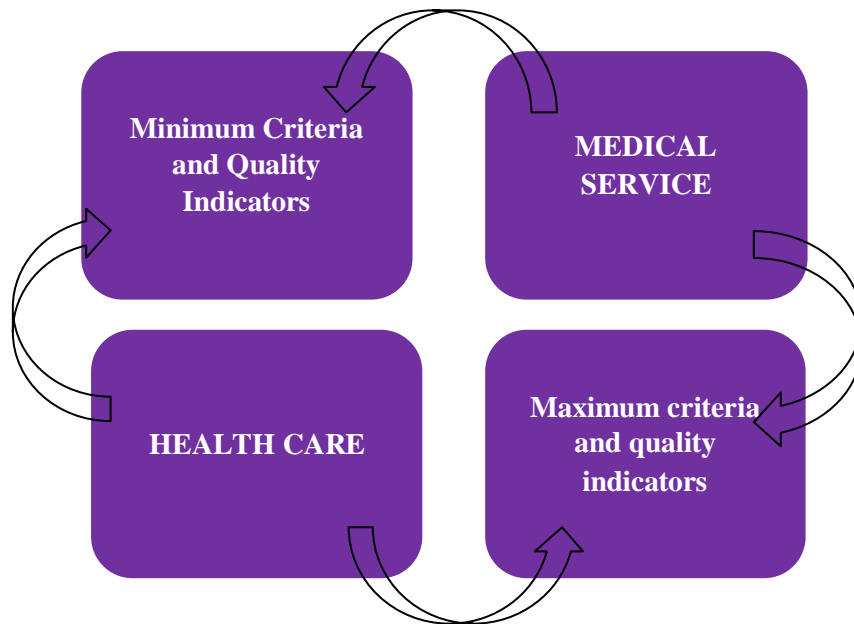 Minimum Criteria
and Quality
Indicators
MEDICAL
SERVICE
HEALTH CARE
Maximum criteria
and quality
indicators